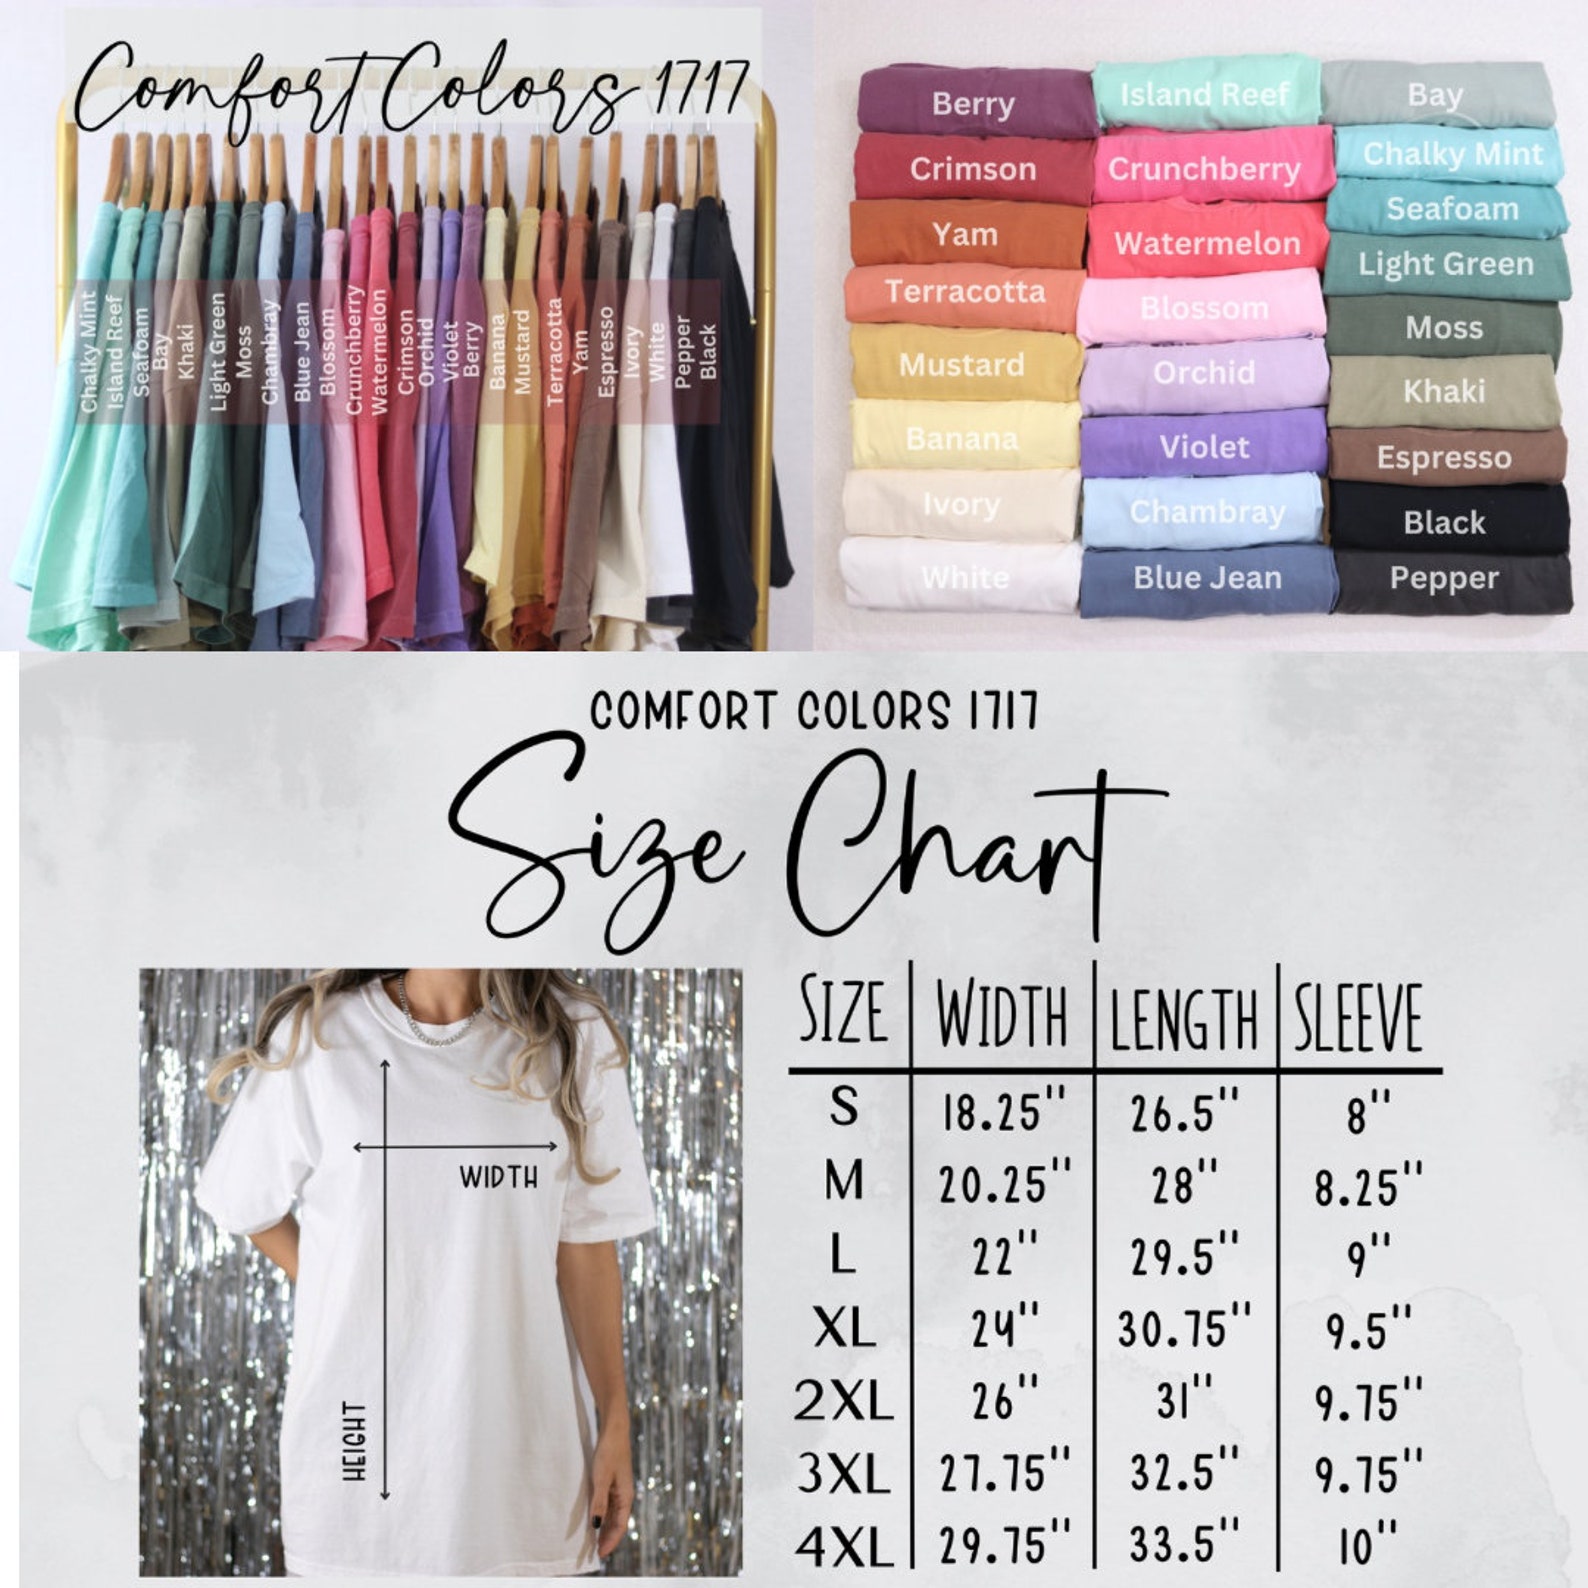 Comfort Colors 1717
Chalky Mint
Island Reef
Seafoam
Bay
Khaki
Light Green
Moss
Chambray
Blue Jean
Blossom
Crunchberry
Watermelon
Crimson
Orchid
Violet
Berry
Banana
Mustard
Terracotta
Yam
Espresso
Ivory
White
Pepper
Black
Berry
Crimson
Yam
Terracotta
Mustard
Banana
Ivory
White
Island Reef
Crunchberry
Watermelon
Blossom
Orchid
Violet
Chambray
Blue Jean
Bay
Chalky Mint
Seafoam
Light Green
Moss
Khaki
Espresso
Black
Pepper
COMFORT COLORS 1717
Size Chart
WIDTH
HEIGHT
SIZE WIDTH LENGTH SLEEVE
S 18.25" 26.5" 8"
M 20.25" 28" 8.25"
L 22" 29.5" 9"
XL 24" 30.75" 9.5"
2XL 26" 31" 9.75"
3XL 27.75" 32.5" 9.75"
4XL 29.75" 33.5" 10"